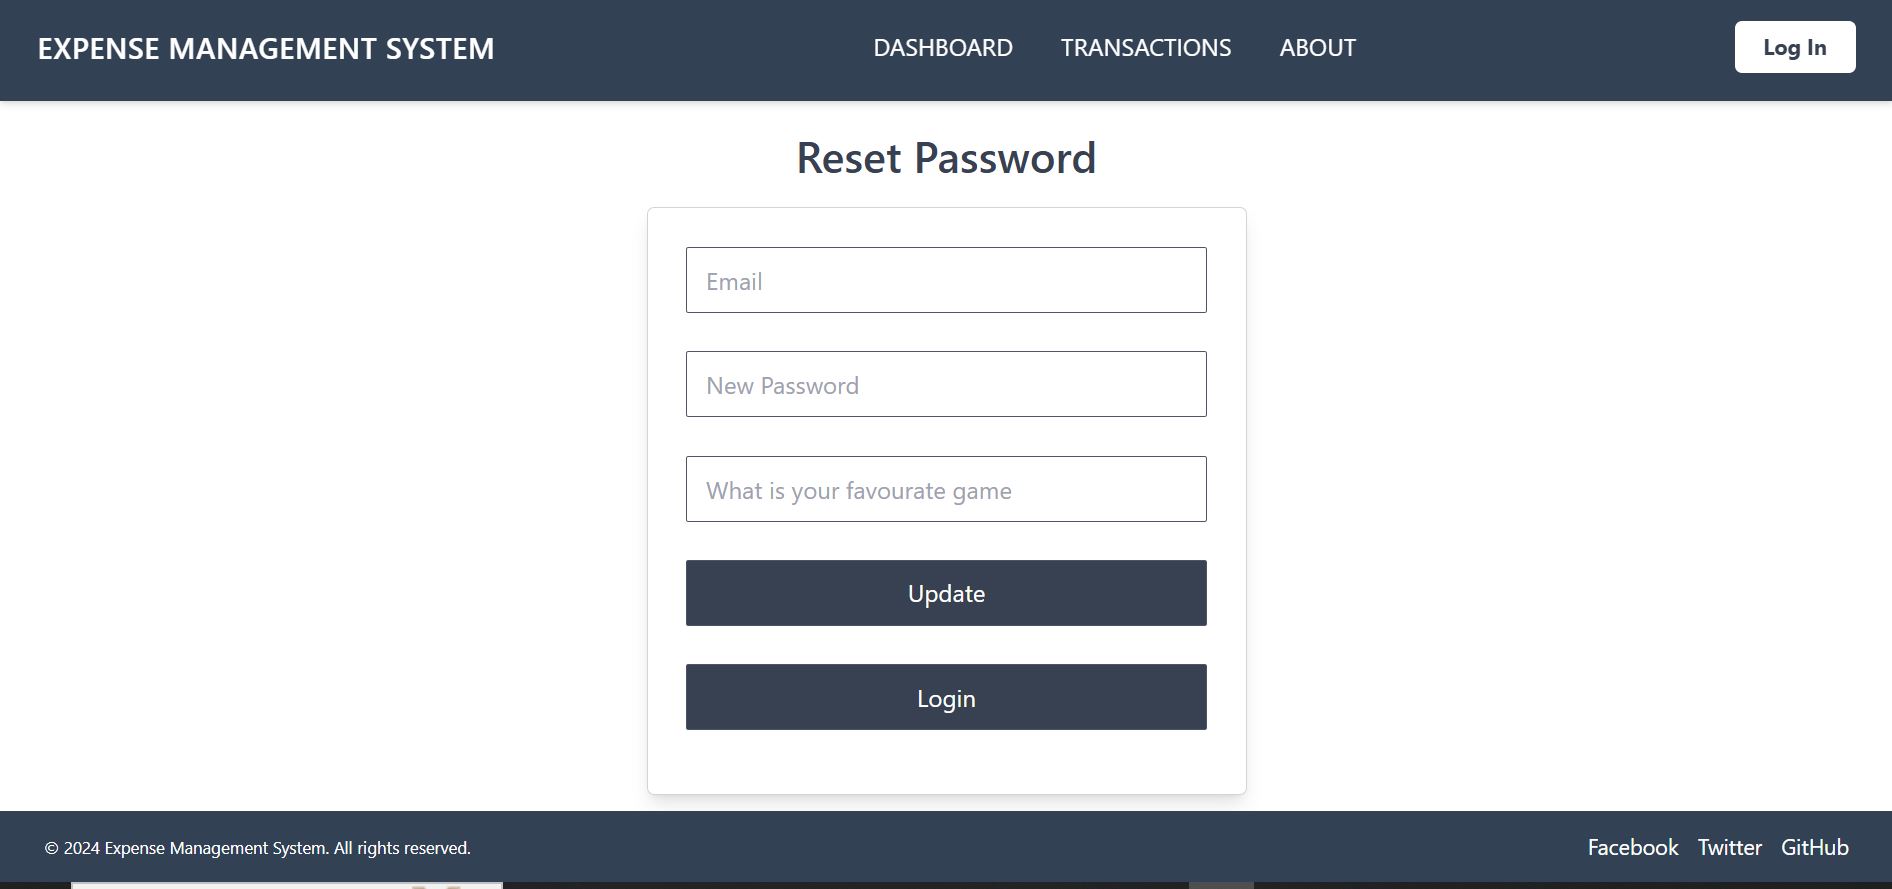 EXPENSE MANAGEMENT SYSTEM DASHBOARD TRANSACTIONS ABOUT Log In
Reset Password
Email
New Password
What is your favourate game
Update
Login
© 2024 Expense Management System. All rights reserved. Facebook Twitter GitHub